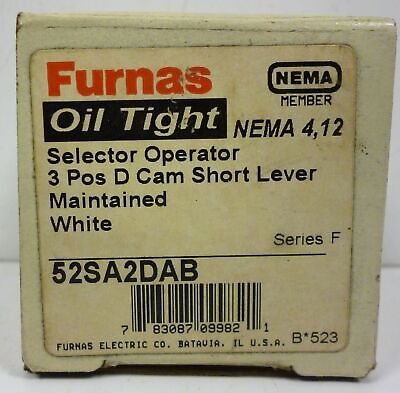 Furnas
NEMA
MEMBER
Oil Tight NEMA 4,12
Selector Operator
3 Pos D Cam Short Lever
Maintained
White
Series F
52SA2DAB
7 83087 09982 1
B*523
FURNAS ELECTRIC CO. BATAVIA, IL U.S.A.